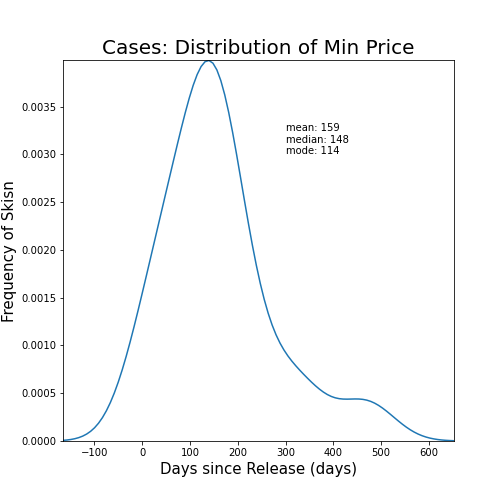 Cases: Distribution of Min Price
mean: 159
median: 148
mode: 114
Frequency of Skisn
0.0035
0.0030
0.0025
0.0020
0.0015
0.0010
0.0005
0.0000
−100
0
100
200
300
400
500
600
Days since Release (days)